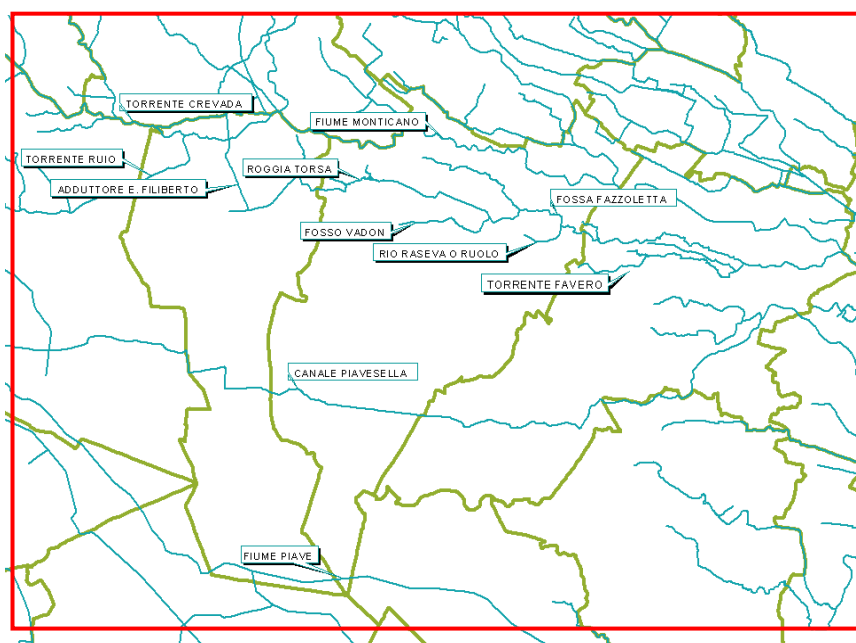 TORRENTE CREVADA
FIUME MONTICANO
TORRENTE RUIO
ROGGIA TORSA
ADDUTTORE E. FILIBERTO
FOSSA FAZZOLETTA
FOSSO VADON
RIO RASEVA O RUOLO
TORRENTE FAVERO
CANALE PIAVESELLA
FIUME PIAVE